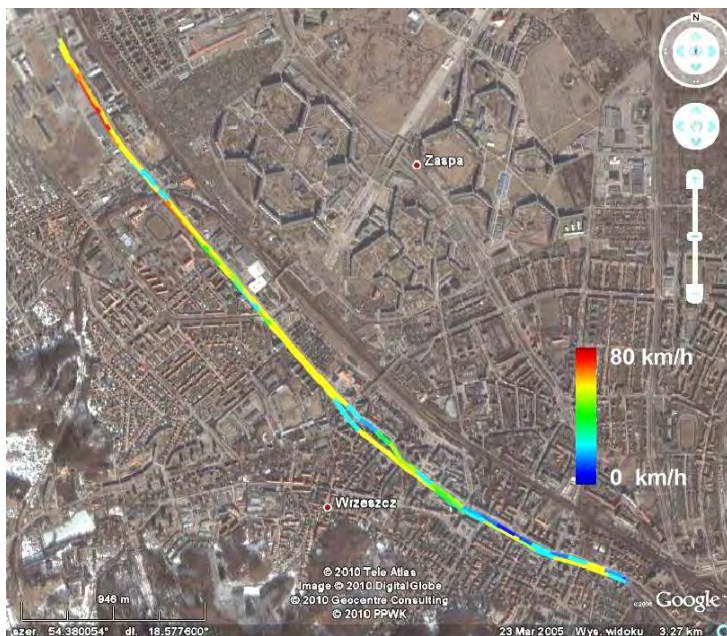 N
Zaspa
80 km/h
0 km/h
Wrzeszcz
© 2010 Tele Atlas
Image © 2010 DigitalGlobe
© 2010 Geocentre Consulting
© 2010 PPWK
©2009 Google
946 m
szer. 54.380054° dł. 18.577600° 23 Mar 2005 Wys. widoku 3.27 km